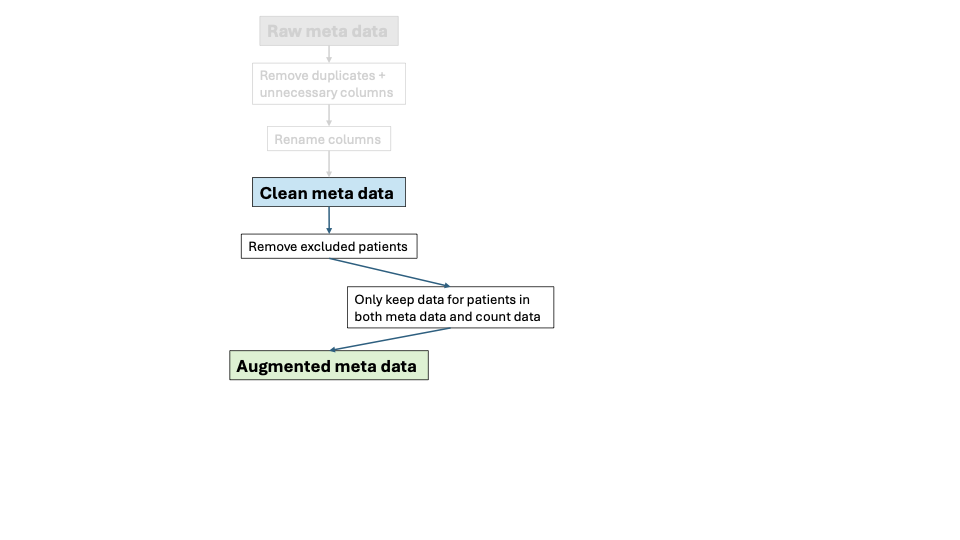 Raw meta data
Remove duplicates +
unnecessary columns
Rename columns
Clean meta data
Remove excluded patients
Only keep data for patients in
both meta data and count data
Augmented meta data